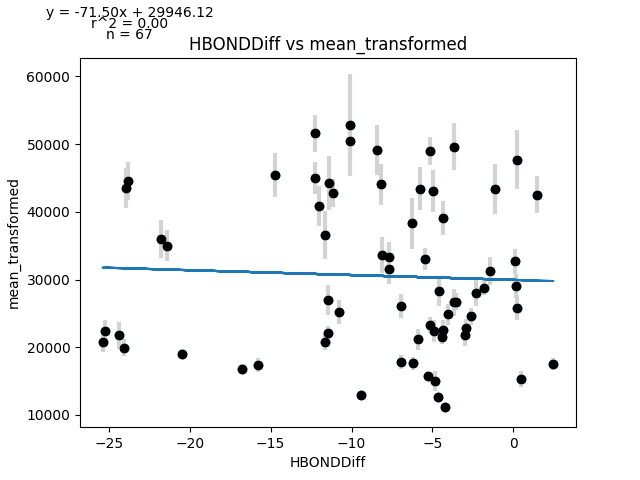 y = -71.50x + 29946.12
r^2 = 0.00
n = 67
HBONDDiff vs mean_transformed
60000
50000
40000
30000
20000
10000
mean_transformed
−25
−20
−15
−10
−5
0
HBONDDiff